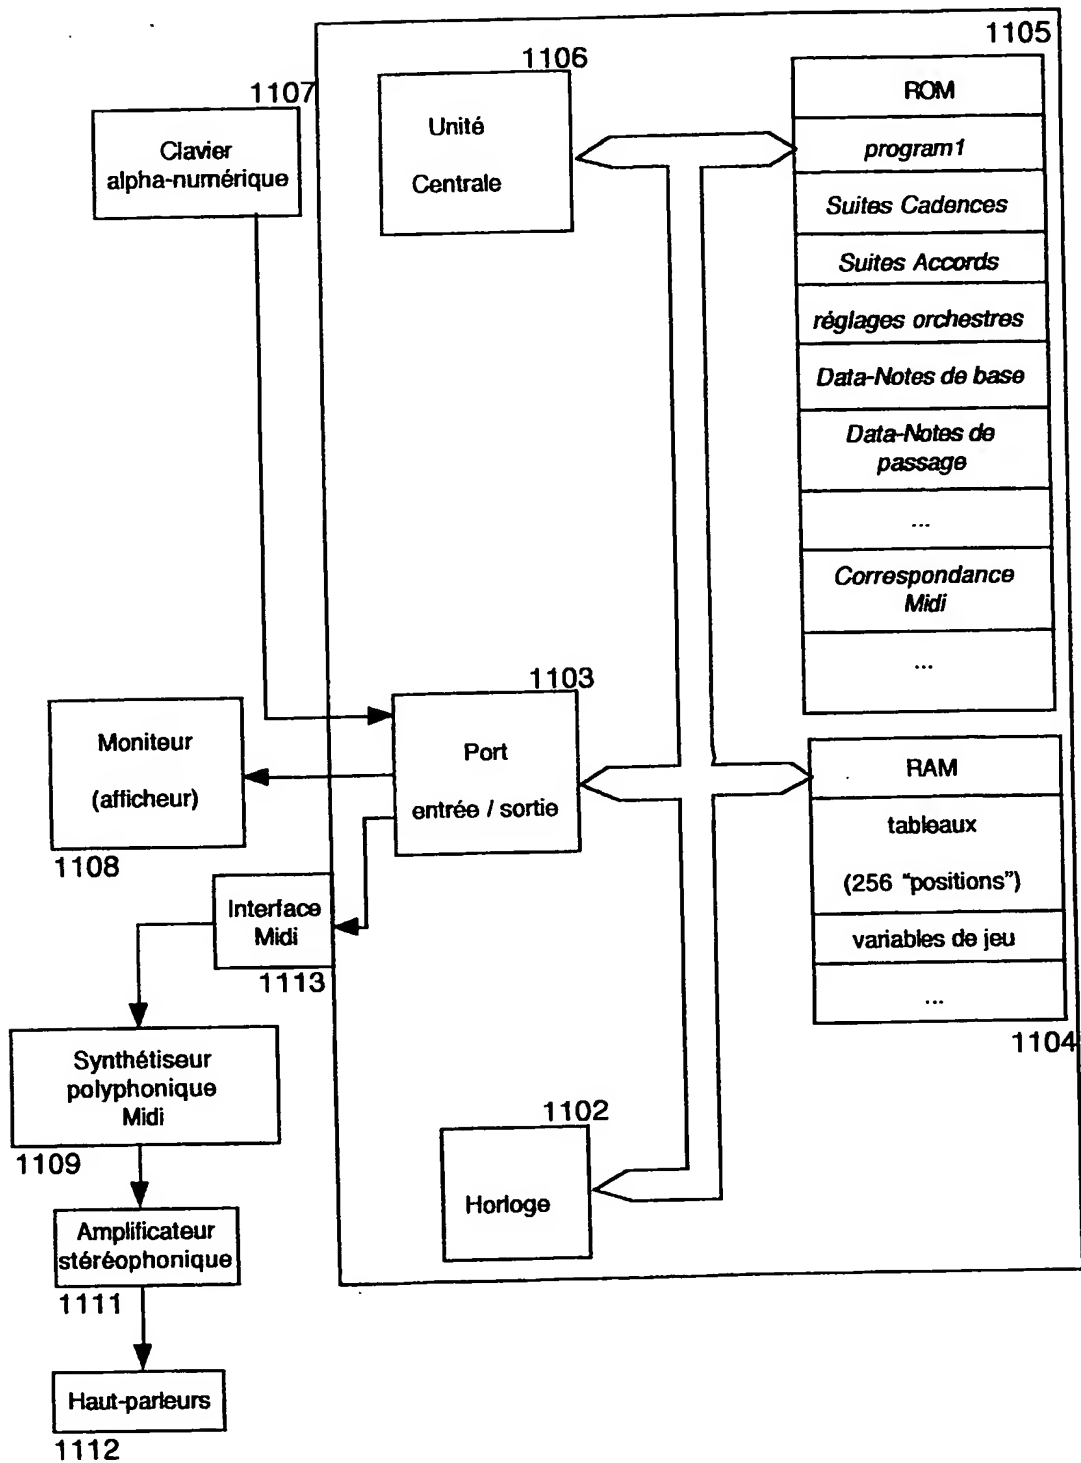 1105
1106
1107
ROM
Unité
Centrale
Clavier
alpha-numérique
program1
Suites Cadences
Suites Accords
réglages orchestres
Data-Notes de base
Data-Notes de
passage
...
Correspondance
Midi
...
1103
Moniteur
(afficheur)
1108
Port
entrée / sortie
RAM
tableaux
(256 "positions")
variables de jeu
...
1104
Interface
Midi
1113
Synthétiseur
polyphonique
Midi
1109
1102
Horloge
Amplificateur
stéréophonique
1111
Haut-parleurs
1112